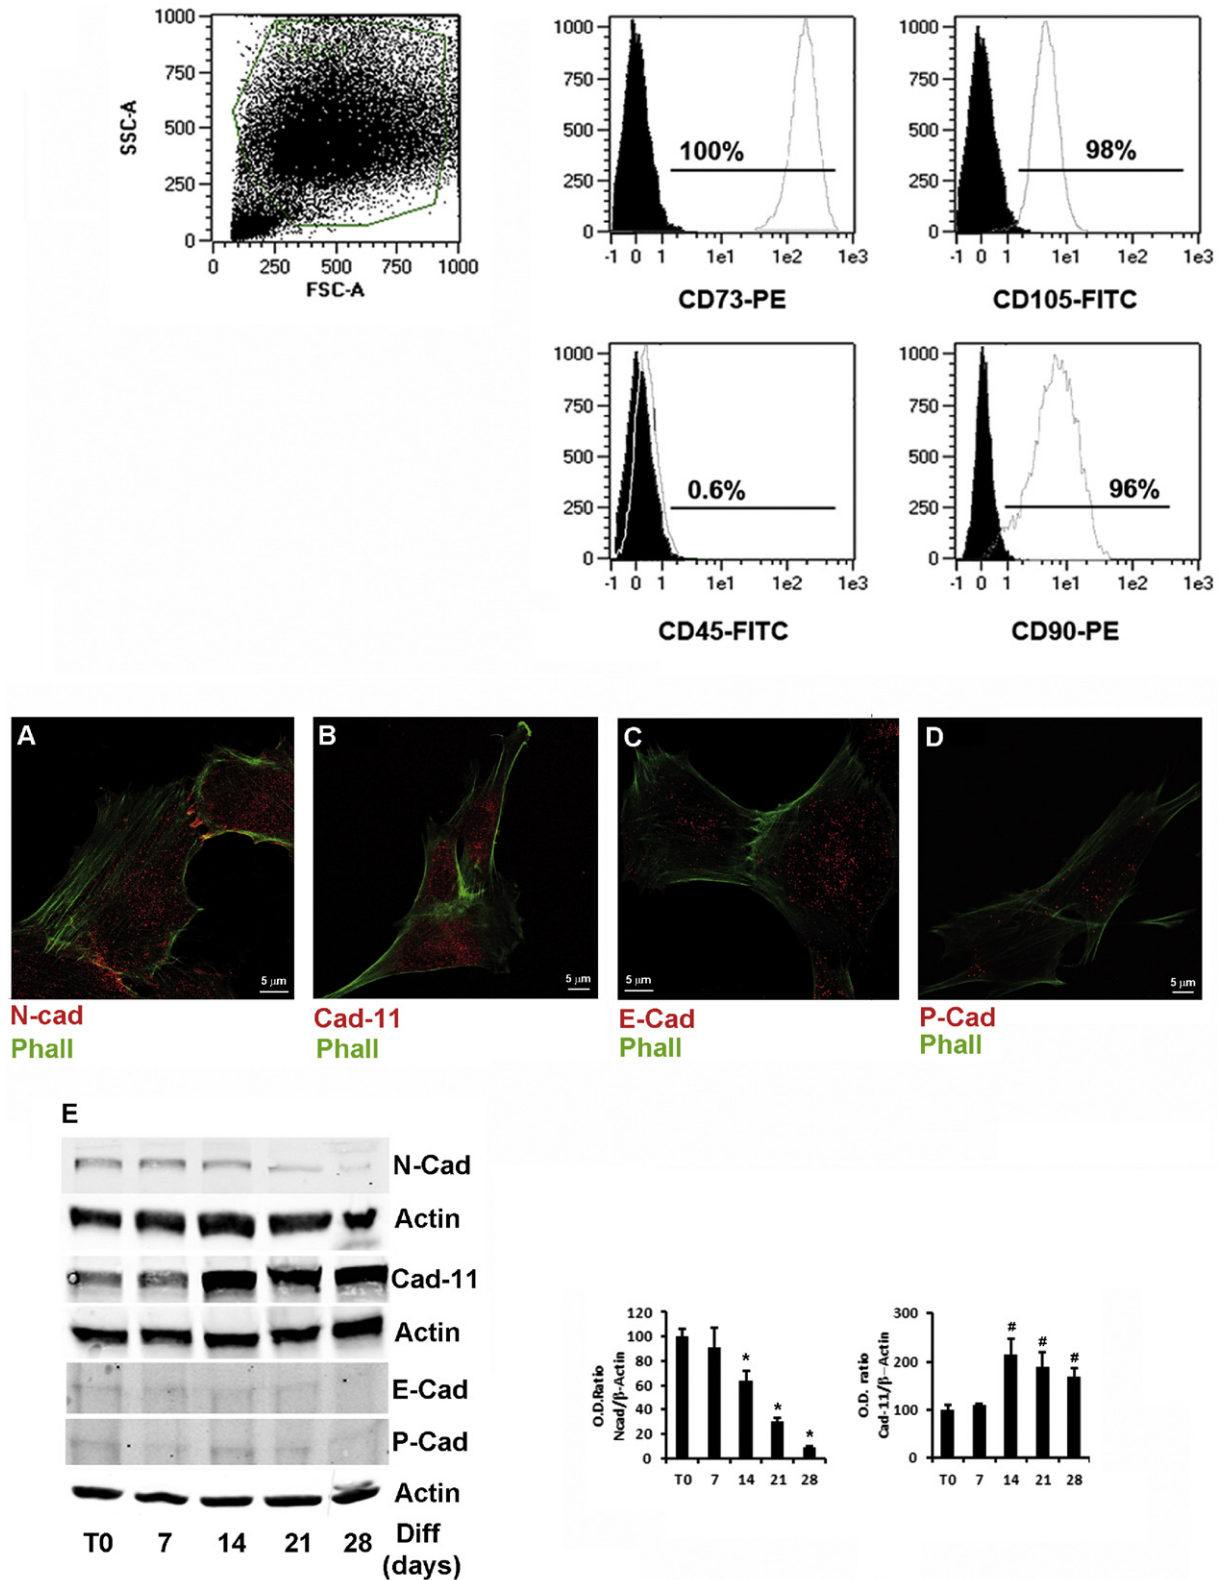 1000
750
500
250
0
SSC-A
0 250 500 750 1000
FSC-A
1000
750
500
250
0
100%
-1 0 1 1e1 1e2 1e3
CD73-PE
1000
750
500
250
0
98%
-1 0 1 1e1 1e2 1e3
CD105-FITC
1000
750
500
250
0
0.6%
-1 0 1 1e1 1e2 1e3
CD45-FITC
1000
750
500
250
0
96%
-1 0 1 1e1 1e2 1e3
CD90-PE
A
5 μm
N-cad
Phall
B
5 μm
Cad-11
Phall
C
5 μm
E-Cad
Phall
D
5 μm
P-Cad
Phall
E
N-Cad
Actin
Cad-11
Actin
E-Cad
P-Cad
Actin
T0 7 14 21 28 Diff
(days)
O.D.Ratio
Ncad/β-Actin
120
100
80
60
40
20
0
* * *
T0 7 14 21 28
O.D. ratio
Cad-11/β-Actin
300
200
100
0
# # #
T0 7 14 21 28